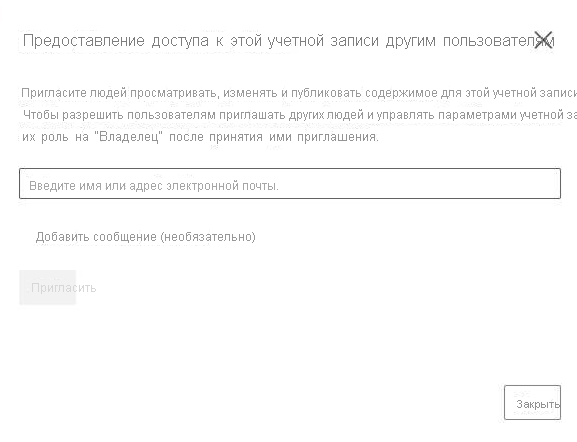 Предоставление доступа к этой учетной записи другим пользователям
Пригласите людей просматривать, изменять и публиковать содержимое для этой учетной записи
Чтобы разрешить пользователям приглашать других людей и управлять параметрами учетной за
их роль на "Владелец" после принятия ими приглашения.
Введите имя или адрес электронной почты.
Добавить сообщение (необязательно)
Пригласить
Закрыть